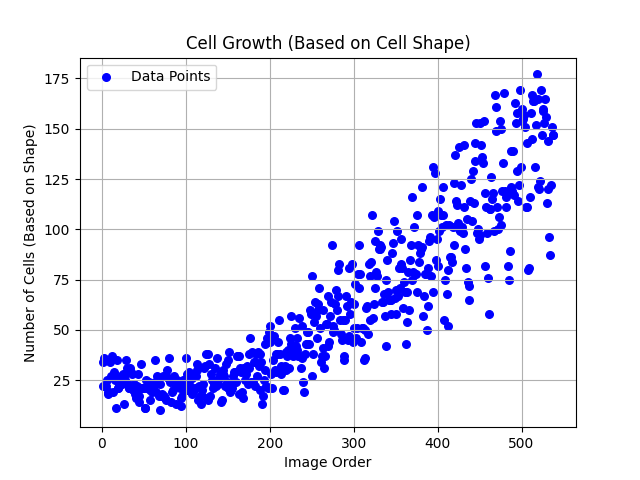 Cell Growth (Based on Cell Shape)
Data Points
Number of Cells (Based on Shape)
175
150
125
100
75
50
25
0 100 200 300 400 500
Image Order